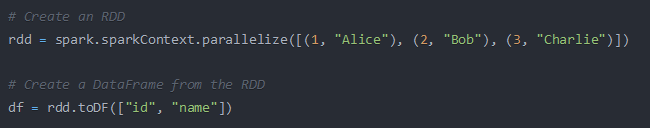 # Create an RDD
rdd = spark.sparkContext.parallelize([(1, "Alice"), (2, "Bob"), (3, "Charlie")])
# Create a DataFrame from the RDD
df = rdd.toDF(["id", "name"])